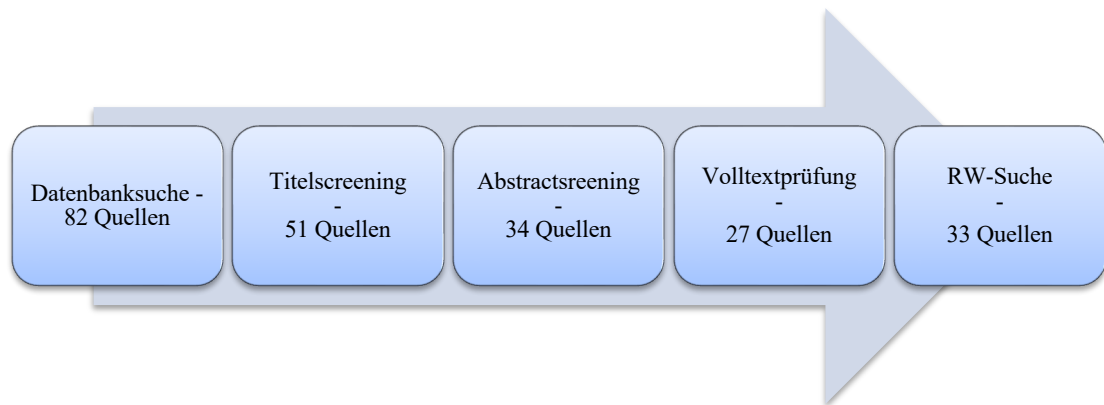 Datenbanksuche -
82 Quellen
Titelscreening
-
51 Quellen
Abstractsreening
-
34 Quellen
Volltextprüfung
-
27 Quellen
RW-Suche
-
33 Quellen